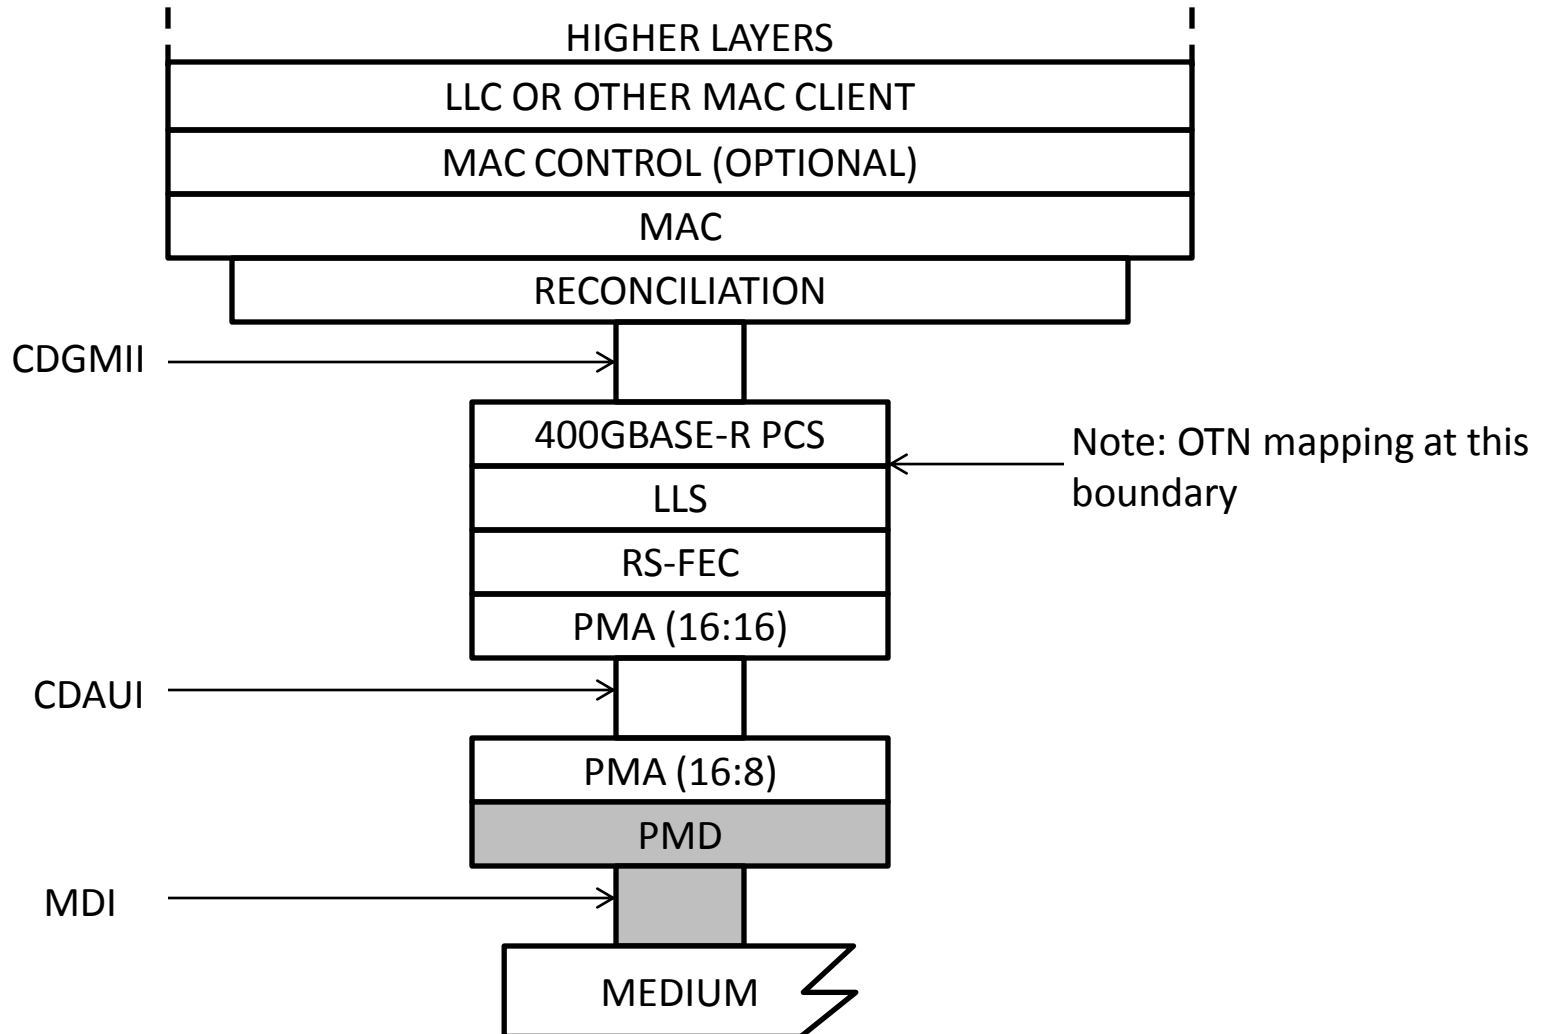 HIGHER LAYERS
LLC OR OTHER MAC CLIENT
MAC CONTROL (OPTIONAL)
MAC
RECONCILIATION
CDGMII
400GBASE-R PCS
Note: OTN mapping at this
boundary
LLS
RS-FEC
PMA (16:16)
CDAUI
PMA (16:8)
PMD
MDI
MEDIUM